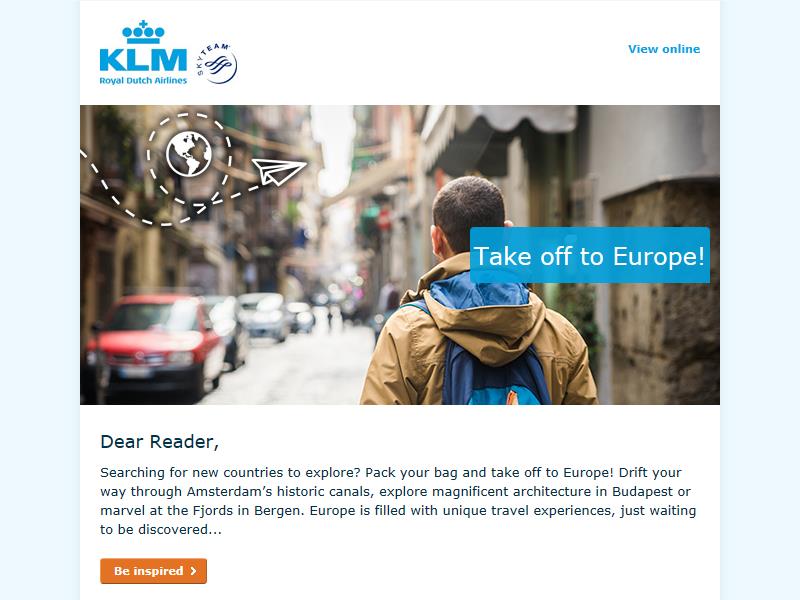 KLM
Royal Dutch Airlines
SKYTEAM
View online
Take off to Europe!
Dear Reader,
Searching for new countries to explore? Pack your bag and take off to Europe! Drift your
way through Amsterdam’s historic canals, explore magnificent architecture in Budapest or
marvel at the Fjords in Bergen. Europe is filled with unique travel experiences, just waiting
to be discovered...
Be inspired